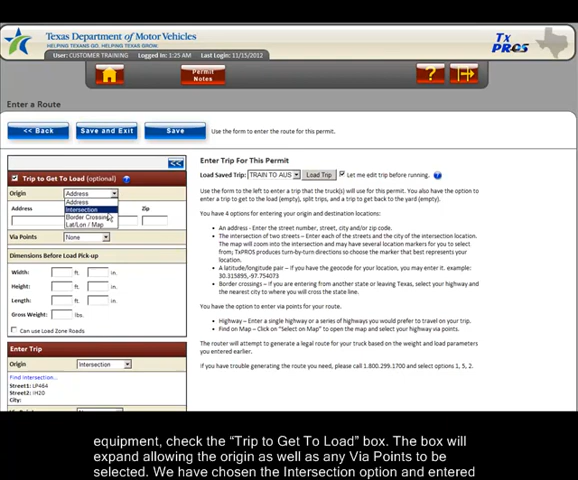 Texas Department of Motor Vehicles
HELPING TEXANS GO. HELPING TEXAS GROW.
Tx
PROS
User: CUSTOMER TRAINING Logged In: 1:25 AM Last Login: 11/15/2012
Permit
Notes
?
Enter a Route
<< Back Save and Exit Save Use the form to enter the route for this permit.
<<
Trip to Get To Load (optional) ?
Origin Address
Address
Intersection
Border Crossing
Lat/Lon / Map
Address Zip
Via Points None
Dimensions Before Load Pick-up
Width: ft. in.
Height: ft. in.
Length: ft. in.
Gross Weight: lbs.
Can use Load Zone Roads
Enter Trip
Origin Intersection
Find Intersection...
Street1: LP464
Street2: IH20
City:
Enter Trip For This Permit
Load Saved Trip: TRAIN TO AUS Load Trip Let me edit trip before running. ?
Use the form to the left to enter a trip that the truck(s) will use for this permit. You also have the option
to enter a trip to get to the load (empty), split trips, and a trip to get back to the yard (empty).
You have 4 options for entering your origin and destination locations:
• An address - Enter the street number, street, city and/or zip code.
• The intersection of two streets - Enter each of the streets and the city of the intersection.
The map will zoom into the intersection and may have several location markers for you to select
from; TxPROS produces turn-by-turn directions so choose the marker that best represents your
location.
• A latitude/longitude pair - If you have the geocode for your location, you may enter it. example:
30.315895, -97.754073
• Border crossings - If you are entering from another state or leaving Texas, select your highway and
the nearest city to where you will cross the state line.
You have the option to enter via points for your route.
• Highway - Enter a single highway or a series of highways you would prefer to travel on your trip.
• Find on Map - Click on "Select on Map" to open the map and select your highway via points.
The router will attempt to generate a legal route for your truck based on the weight and load parameters
you entered earlier.
If you have trouble generating the route you need, please call 1.800.299.1700 and select options 1, 5, 2.
equipment, check the “Trip to Get To Load” box. The box will
expand allowing the origin as well as any Via Points to be
selected. We have chosen the Intersection option and entered